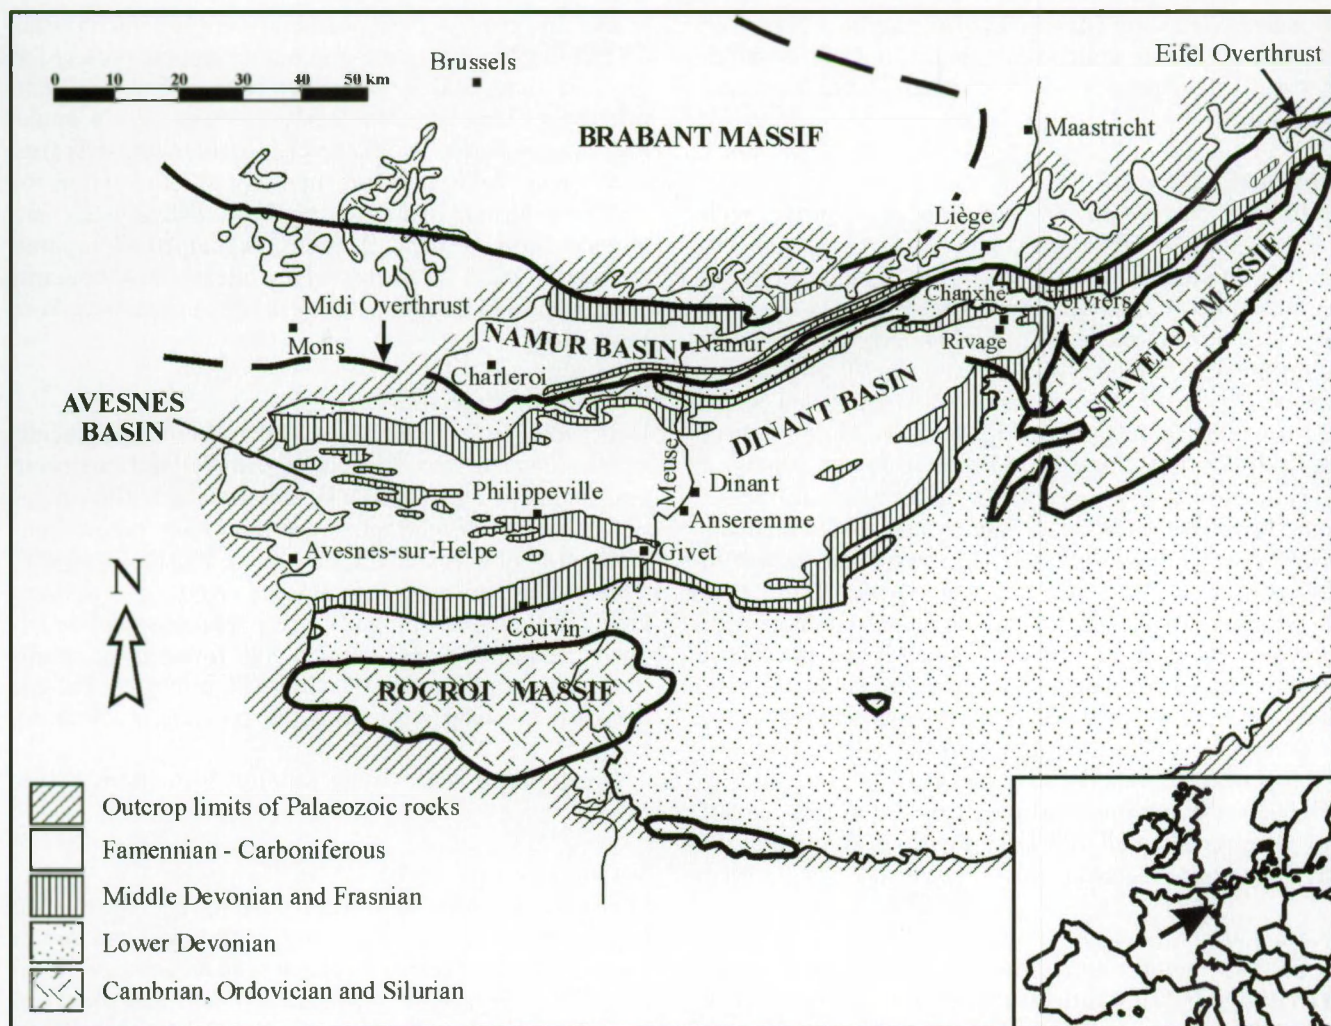 Eifel Overthrust
Brussels
0 10 20 30 40 50 km
BRABANT MASSIF
Maastricht
Liège
Midi Overthrust
Chanxhe
Verviers
Mons
NAMUR BASIN
Namur
Rivage
Charleroi
STAVELOT MASSIF
AVESNES
BASIN
DINANT BASIN
Meuse
Philippeville
Dinant
Anseremme
Avesnes-sur-Helpe
Givet
N
Couvin
ROCROI MASSIF
Outcrop limits of Palaeozoic rocks
Famennian - Carboniferous
Middle Devonian and Frasnian
Lower Devonian
Cambrian, Ordovician and Silurian